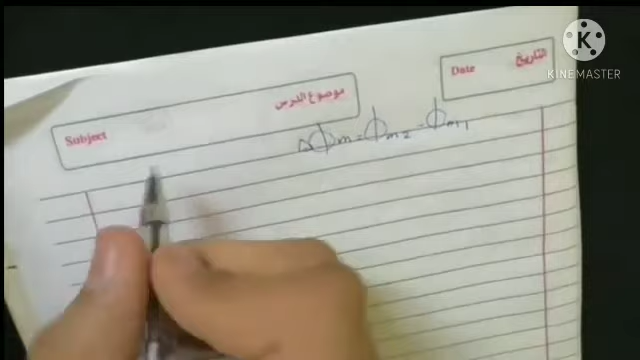 KINEMASTER
التاريخ
Date
موضوع الدرس
Subject
Δϕm = ϕm2 - ϕm1